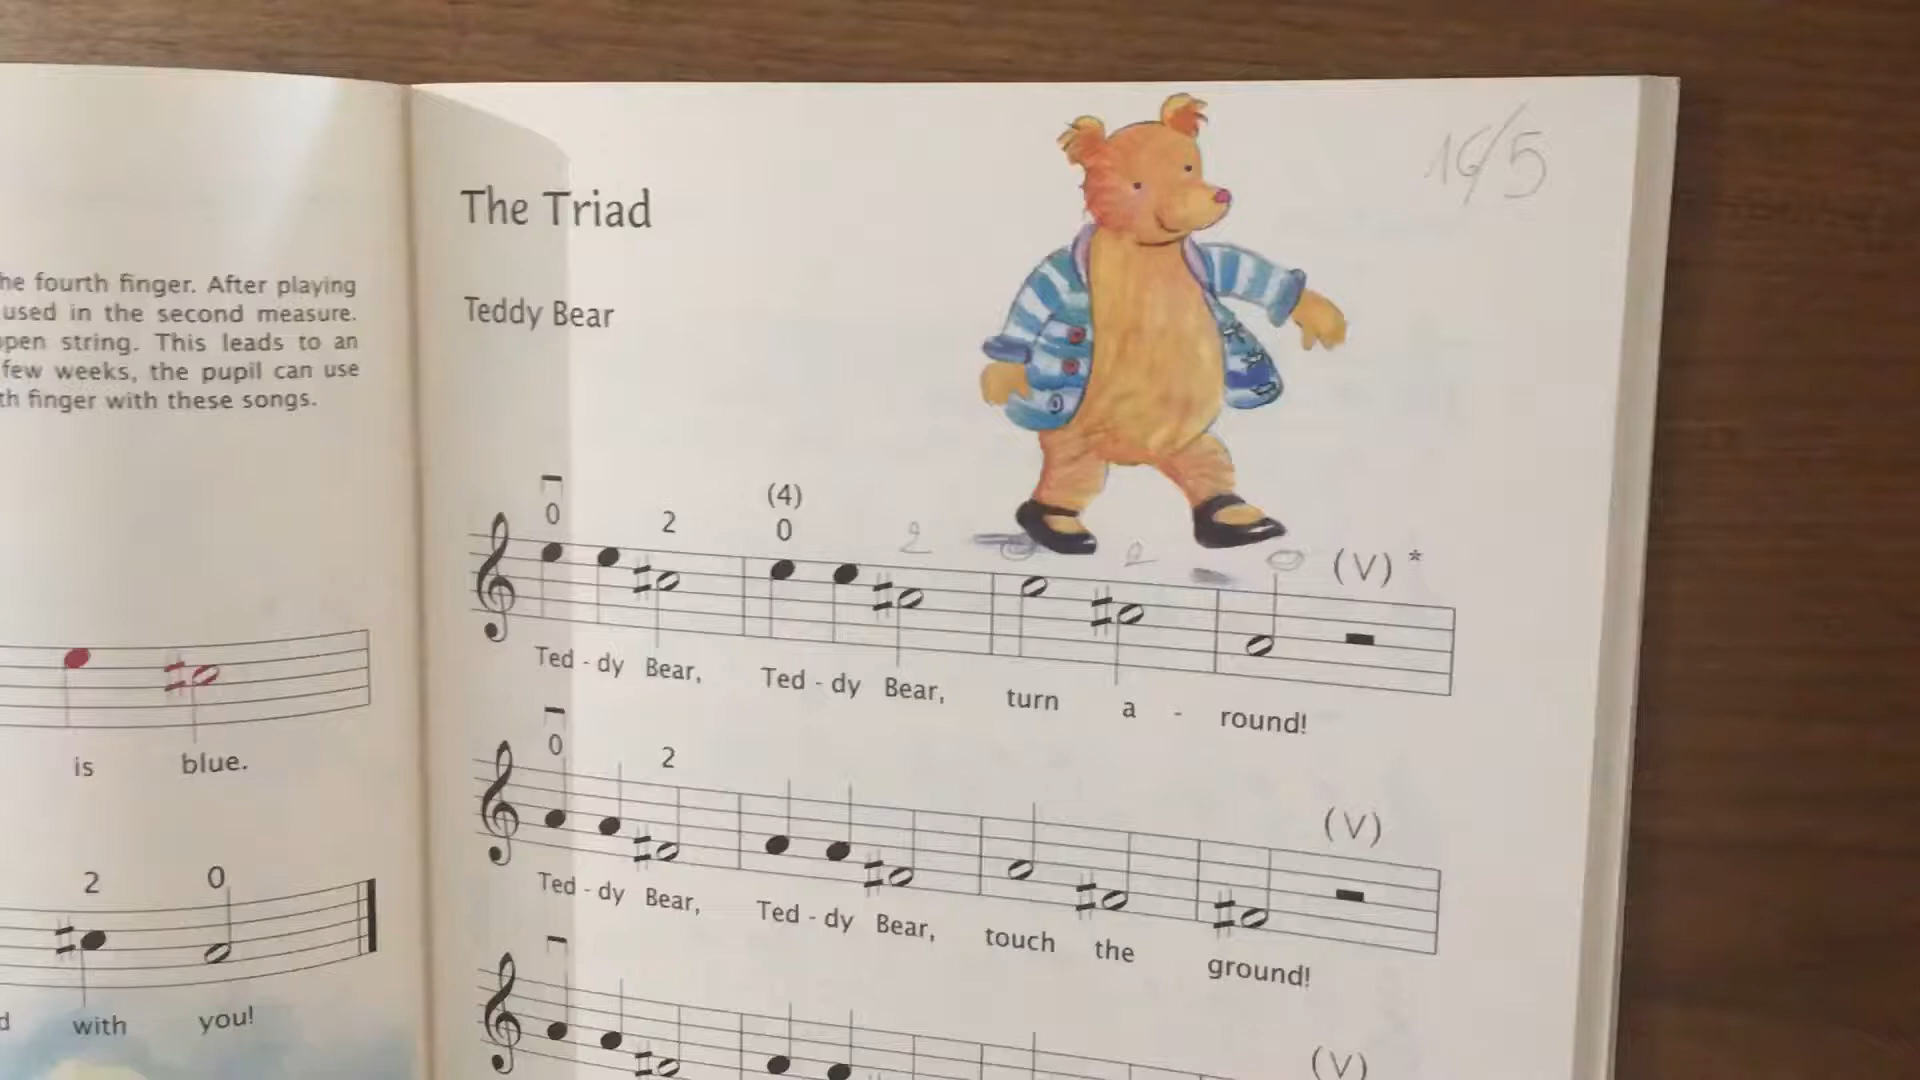 he fourth finger. After playing
used in the second measure.
open string. This leads to an
few weeks, the pupil can use
th finger with these songs.
is blue.
2 0
with you!
16/5
The Triad
Teddy Bear
(4)
0 2 0 2 2 0 (V) *
Ted - dy Bear, Ted - dy Bear, turn a - round!
0 2 (V)
Ted - dy Bear, Ted - dy Bear, touch the ground!
(V)